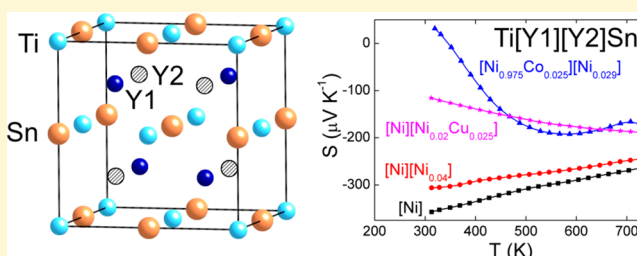 Ti
Sn
Y2
Y1
Ti[Y1][Y2]Sn
[Ni0.975Co0.025][Ni0.029]
[Ni][Ni0.02Cu0.025]
[Ni][Ni0.04]
[Ni]
S (μV K-1)
0
-100
-200
-300
200 300 400 500 600 700
T (K)